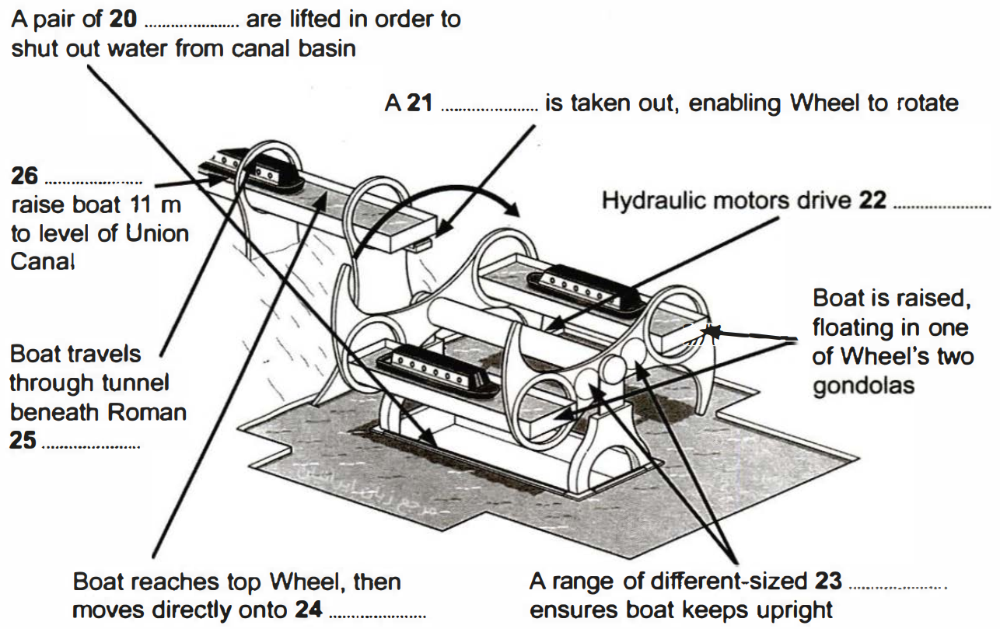 A pair of 20 ...................... are lifted in order to
shut out water from canal basin
A 21 ...................... is taken out, enabling Wheel to rotate
26 ......................
raise boat 11 m
to level of Union
Canal
Hydraulic motors drive 22 ......................
Boat is raised,
floating in one
of Wheel's two
gondolas
Boat travels
through tunnel
beneath Roman
25 ......................
Boat reaches top Wheel, then
moves directly onto 24 ......................
A range of different-sized 23 ......................
ensures boat keeps upright